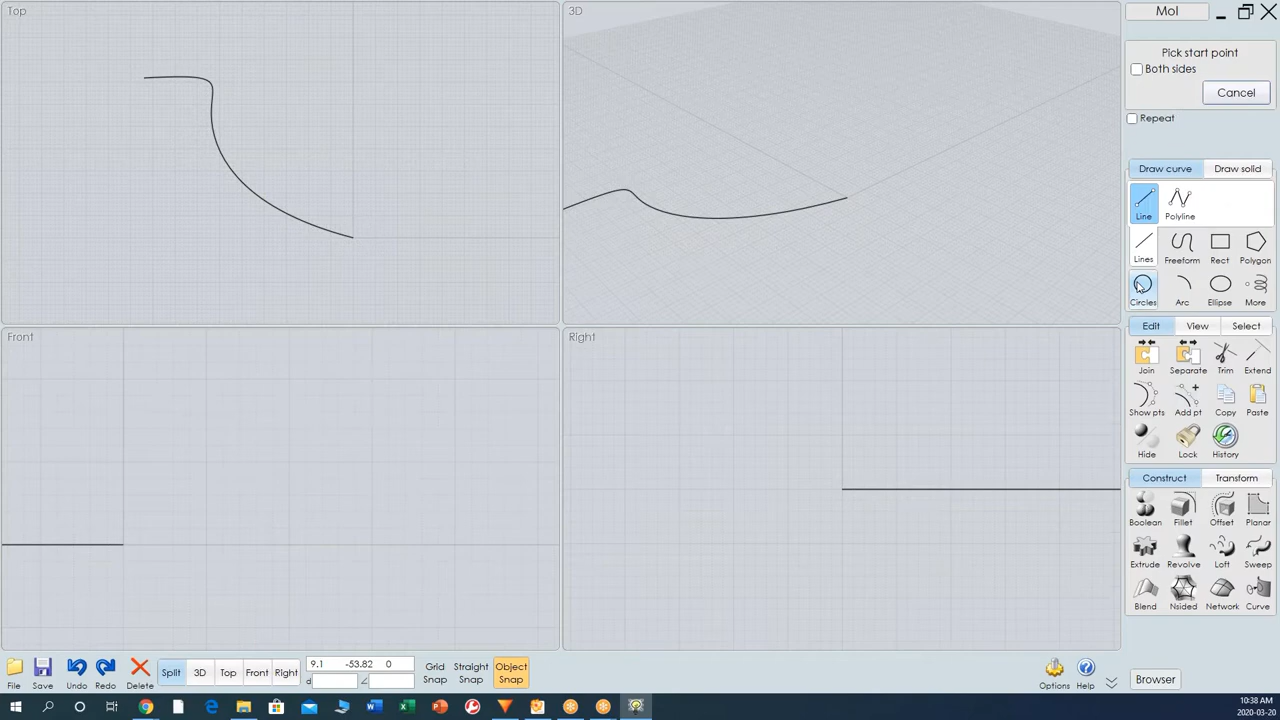 Top
3D
MoI
Pick start point
Both sides
Cancel
Repeat
Draw curve Draw solid
Line Polyline
Lines Freeform Rect Polygon
Circles Arc Ellipse More
Front
Right
Edit View Select
Join Separate Trim Extend
Show pts Add pt Copy Paste
Hide Lock History
Construct Transform
Boolean Fillet Offset Planar
Extrude Revolve Loft Sweep
Blend Nsided Network Curve
File Save Undo Redo Delete
Split 3D Top Front Right
9.1 -53.82 0
d
Grid Snap
Straight Snap
Object Snap
Options Help
Browser
10:38 AM
2020-03-20